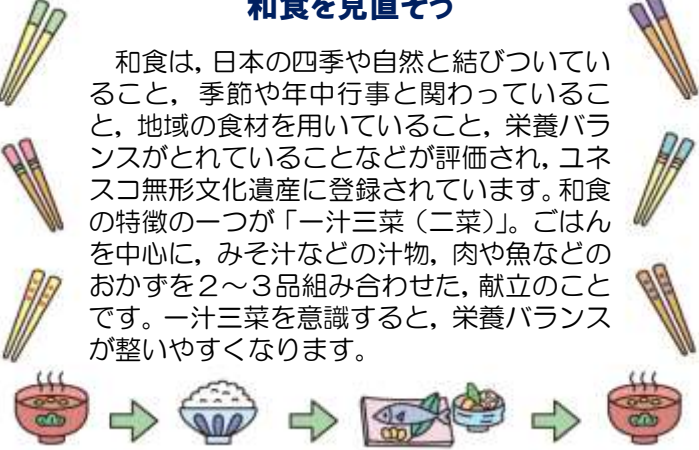 和食を見直そう
和食は，日本の四季や自然と結びついてい
ること，季節や年中行事と関わっているこ
と，地域の食材を用いていること，栄養バラ
ンスがとれていることなどが評価され，ユネ
スコ無形文化遺産に登録されています。和食
の特徴の一つが「一汁三菜（二菜）」。ごはん
を中心に，みそ汁などの汁物，肉や魚などの
おかずを２～３品組み合わせた，献立のこと
です。一汁三菜を意識すると，栄養バランス
が整いやすくなります。